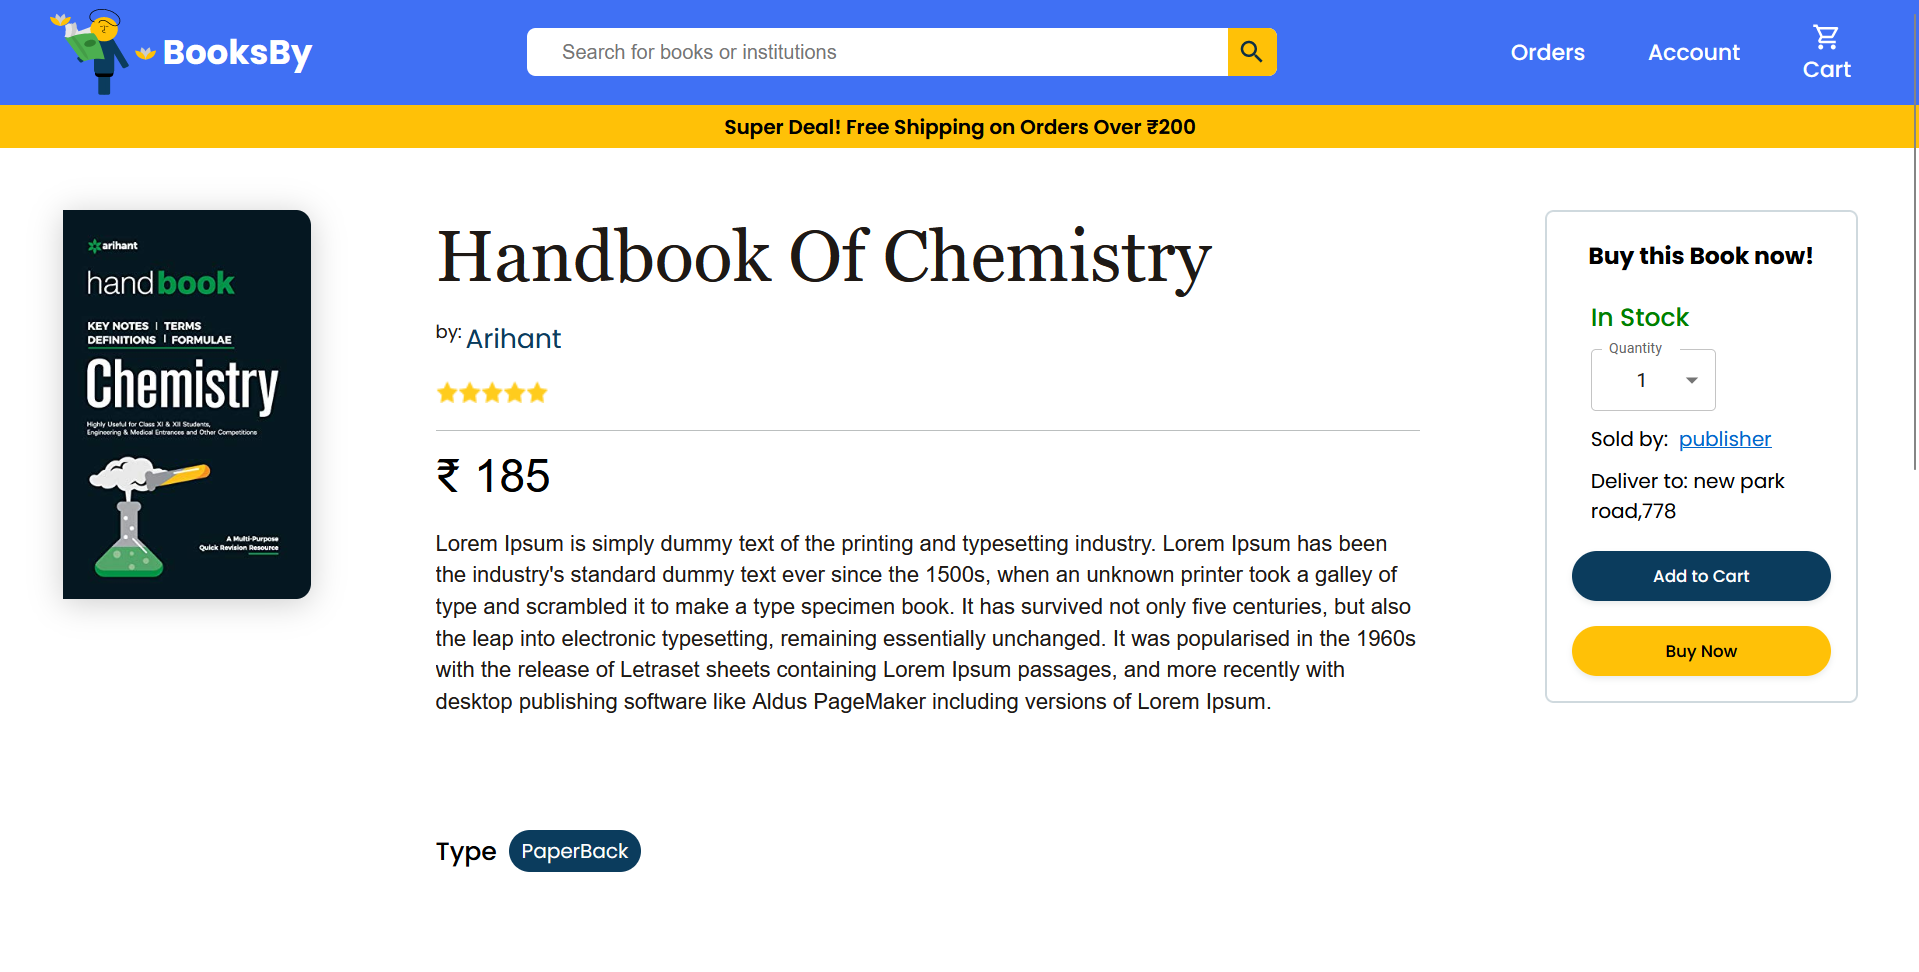 BooksBy
Search for books or institutions
Orders
Account
Cart
Super Deal! Free Shipping on Orders Over ₹200
arihant
handbook
KEY NOTES | TERMS
DEFINITIONS | FORMULAE
Chemistry
Highly Useful for Class XI & XII Students,
Engineering & Medical Entrances and Other Competitions
A Multi-Purpose
Quick Revision Resource
Handbook Of Chemistry
by: Arihant
₹ 185
Lorem Ipsum is simply dummy text of the printing and typesetting industry. Lorem Ipsum has been
the industry's standard dummy text ever since the 1500s, when an unknown printer took a galley of
type and scrambled it to make a type specimen book. It has survived not only five centuries, but also
the leap into electronic typesetting, remaining essentially unchanged. It was popularised in the 1960s
with the release of Letraset sheets containing Lorem Ipsum passages, and more recently with
desktop publishing software like Aldus PageMaker including versions of Lorem Ipsum.
Type PaperBack
Buy this Book now!
In Stock
Quantity
1
Sold by: publisher
Deliver to: new park
road,778
Add to Cart
Buy Now